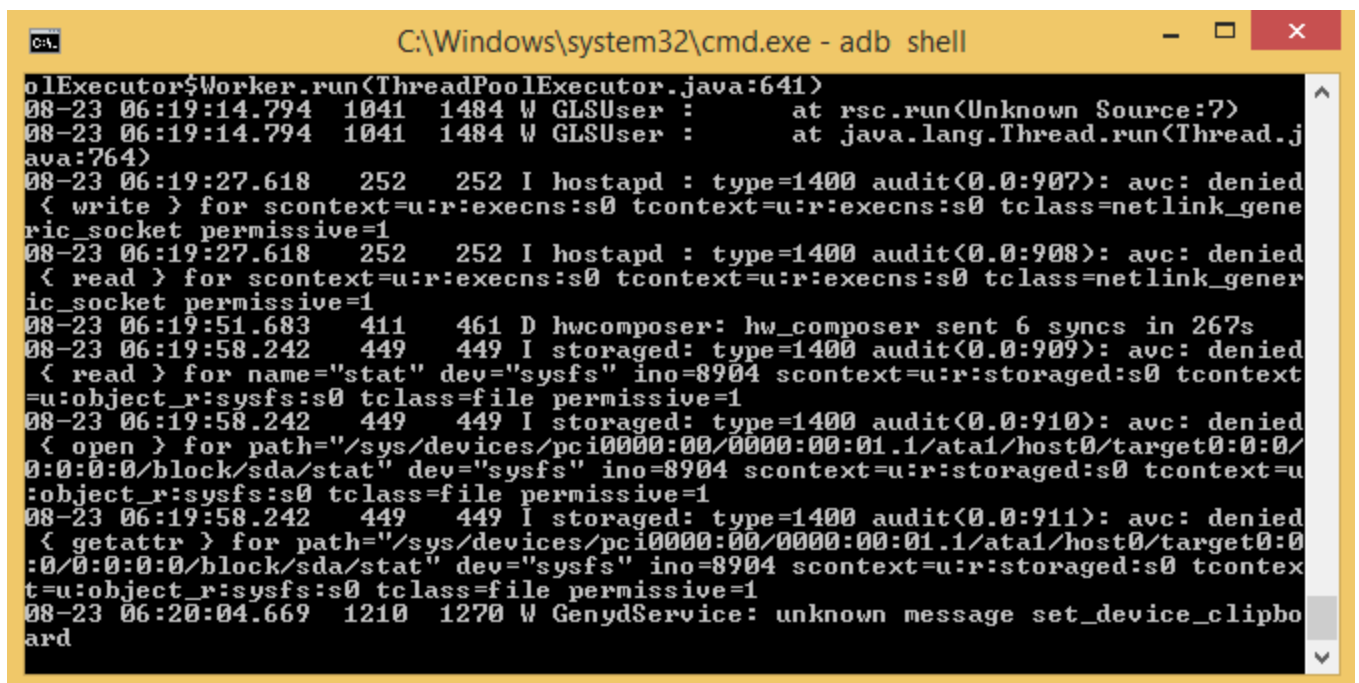 C:\Windows\system32\cmd.exe - adb shell
olExecutor$Worker.run(ThreadPoolExecutor.java:641)
08-23 06:19:14.794  1041  1484 W GLSUser :      at rsc.run(Unknown Source:7)
08-23 06:19:14.794  1041  1484 W GLSUser :      at java.lang.Thread.run(Thread.j
ava:764)
08-23 06:19:27.618   252   252 I hostapd : type=1400 audit(0.0:907): avc: denied
 { write } for scontext=u:r:execns:s0 tcontext=u:r:execns:s0 tclass=netlink_gene
ric_socket permissive=1
08-23 06:19:27.618   252   252 I hostapd : type=1400 audit(0.0:908): avc: denied
 { read } for scontext=u:r:execns:s0 tcontext=u:r:execns:s0 tclass=netlink_gener
ic_socket permissive=1
08-23 06:19:51.683   411   461 D hwcomposer: hw_composer sent 6 syncs in 267s
08-23 06:19:58.242   449   449 I storaged: type=1400 audit(0.0:909): avc: denied
 { read } for name="stat" dev="sysfs" ino=8904 scontext=u:r:storaged:s0 tcontext
=u:object_r:sysfs:s0 tclass=file permissive=1
08-23 06:19:58.242   449   449 I storaged: type=1400 audit(0.0:910): avc: denied
 { open } for path="/sys/devices/pci0000:00/0000:00:01.1/ata1/host0/target0:0:0/
0:0:0:0/block/sda/stat" dev="sysfs" ino=8904 scontext=u:r:storaged:s0 tcontext=u
:object_r:sysfs:s0 tclass=file permissive=1
08-23 06:19:58.242   449   449 I storaged: type=1400 audit(0.0:911): avc: denied
 { getattr } for path="/sys/devices/pci0000:00/0000:00:01.1/ata1/host0/target0:0
:0/0:0:0:0/block/sda/stat" dev="sysfs" ino=8904 scontext=u:r:storaged:s0 tcontex
t=u:object_r:sysfs:s0 tclass=file permissive=1
08-23 06:20:04.669  1210  1270 W GenydService: unknown message set_device_clipbo
ard